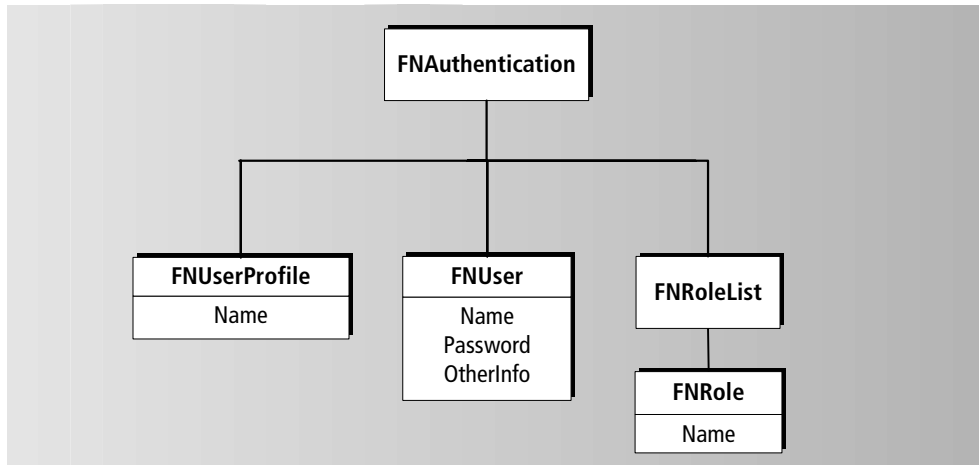 FNAuthentication
FNUserProfile
Name
FNUser
Name
Password
OtherInfo
FNRoleList
FNRole
Name